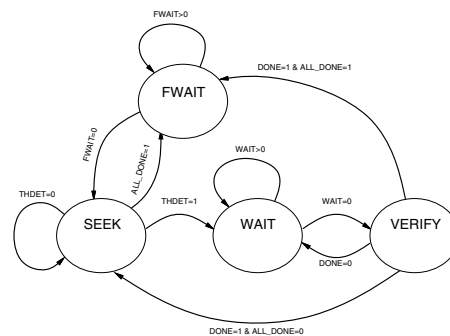 FWAIT>0
DONE=1 & ALL_DONE=1
FWAIT
FWAIT=0
ALL_DONE=1
WAIT>0
THDET=0
THDET=1
WAIT=0
SEEK
WAIT
VERIFY
DONE=0
DONE=1 & ALL_DONE=0